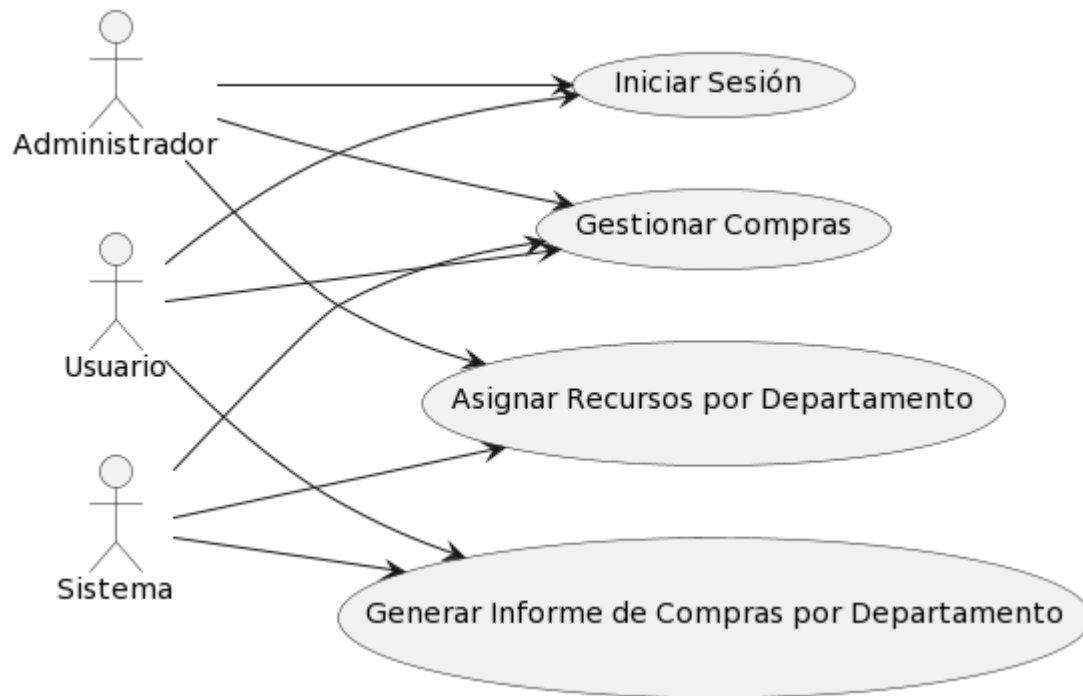 Administrador
Usuario
Sistema
Iniciar Sesión
Gestionar Compras
Asignar Recursos por Departamento
Generar Informe de Compras por Departamento